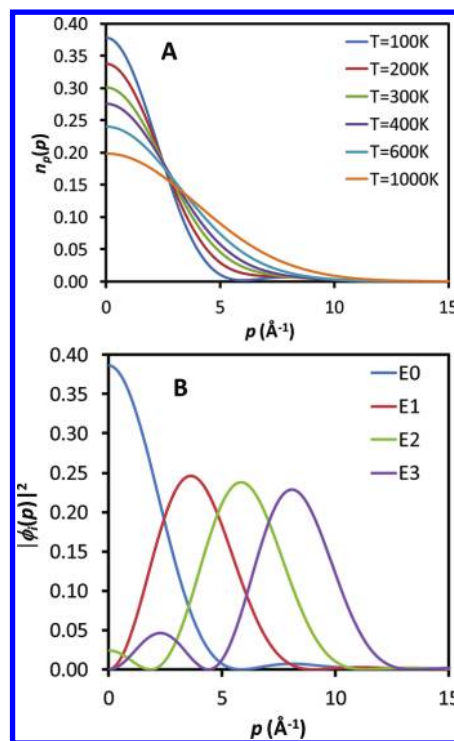 0.40
0.35
0.30
0.25
0.20
0.15
0.10
0.05
0.00
n_p(p)
A
T=100K
T=200K
T=300K
T=400K
T=600K
T=1000K
0 5 10 15
p (Å⁻¹)
0.40
0.35
0.30
0.25
0.20
0.15
0.10
0.05
0.00
|ϕᵢ(p)|²
B
E0
E1
E2
E3
0 5 10 15
p (Å⁻¹)